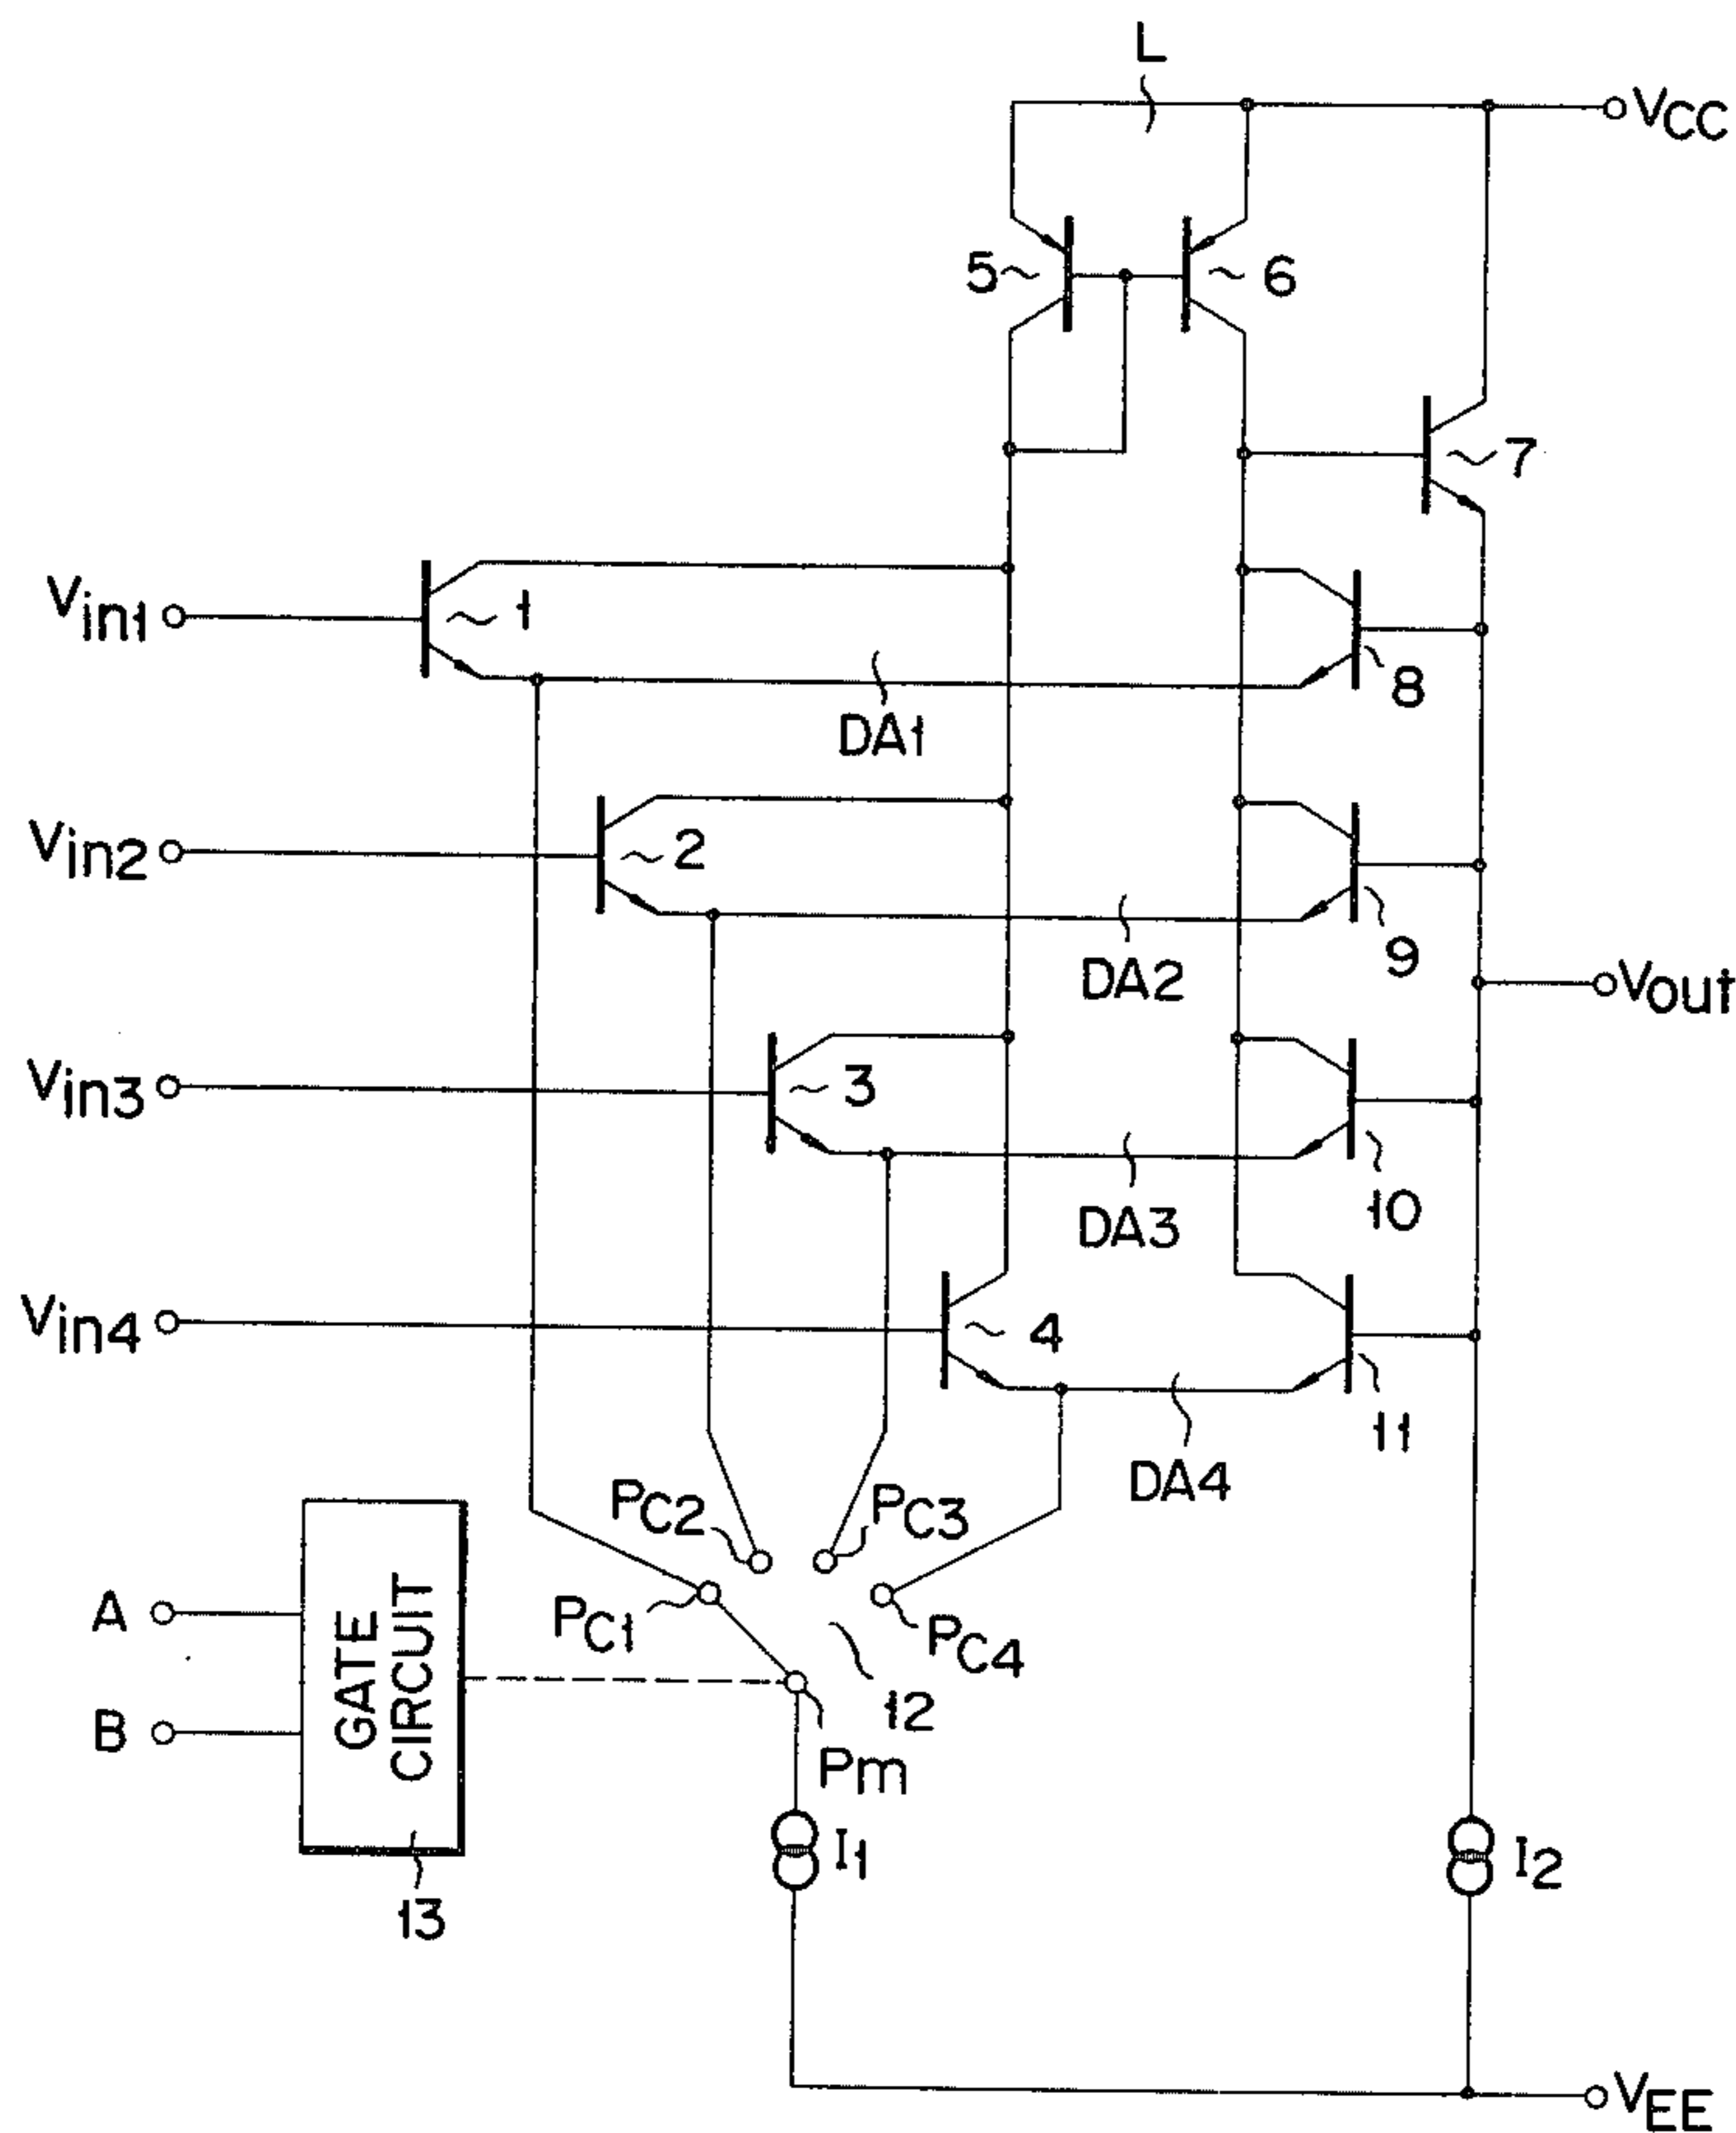 L
VCC
5
6
7
Vin1
1
8
DA1
Vin2
2
9
DA2
Vout
Vin3
3
10
DA3
Vin4
4
11
DA4
PC2
PC3
A
PC1
PC4
GATE
CIRCUIT
12
B
Pm
I1
I2
13
VEE